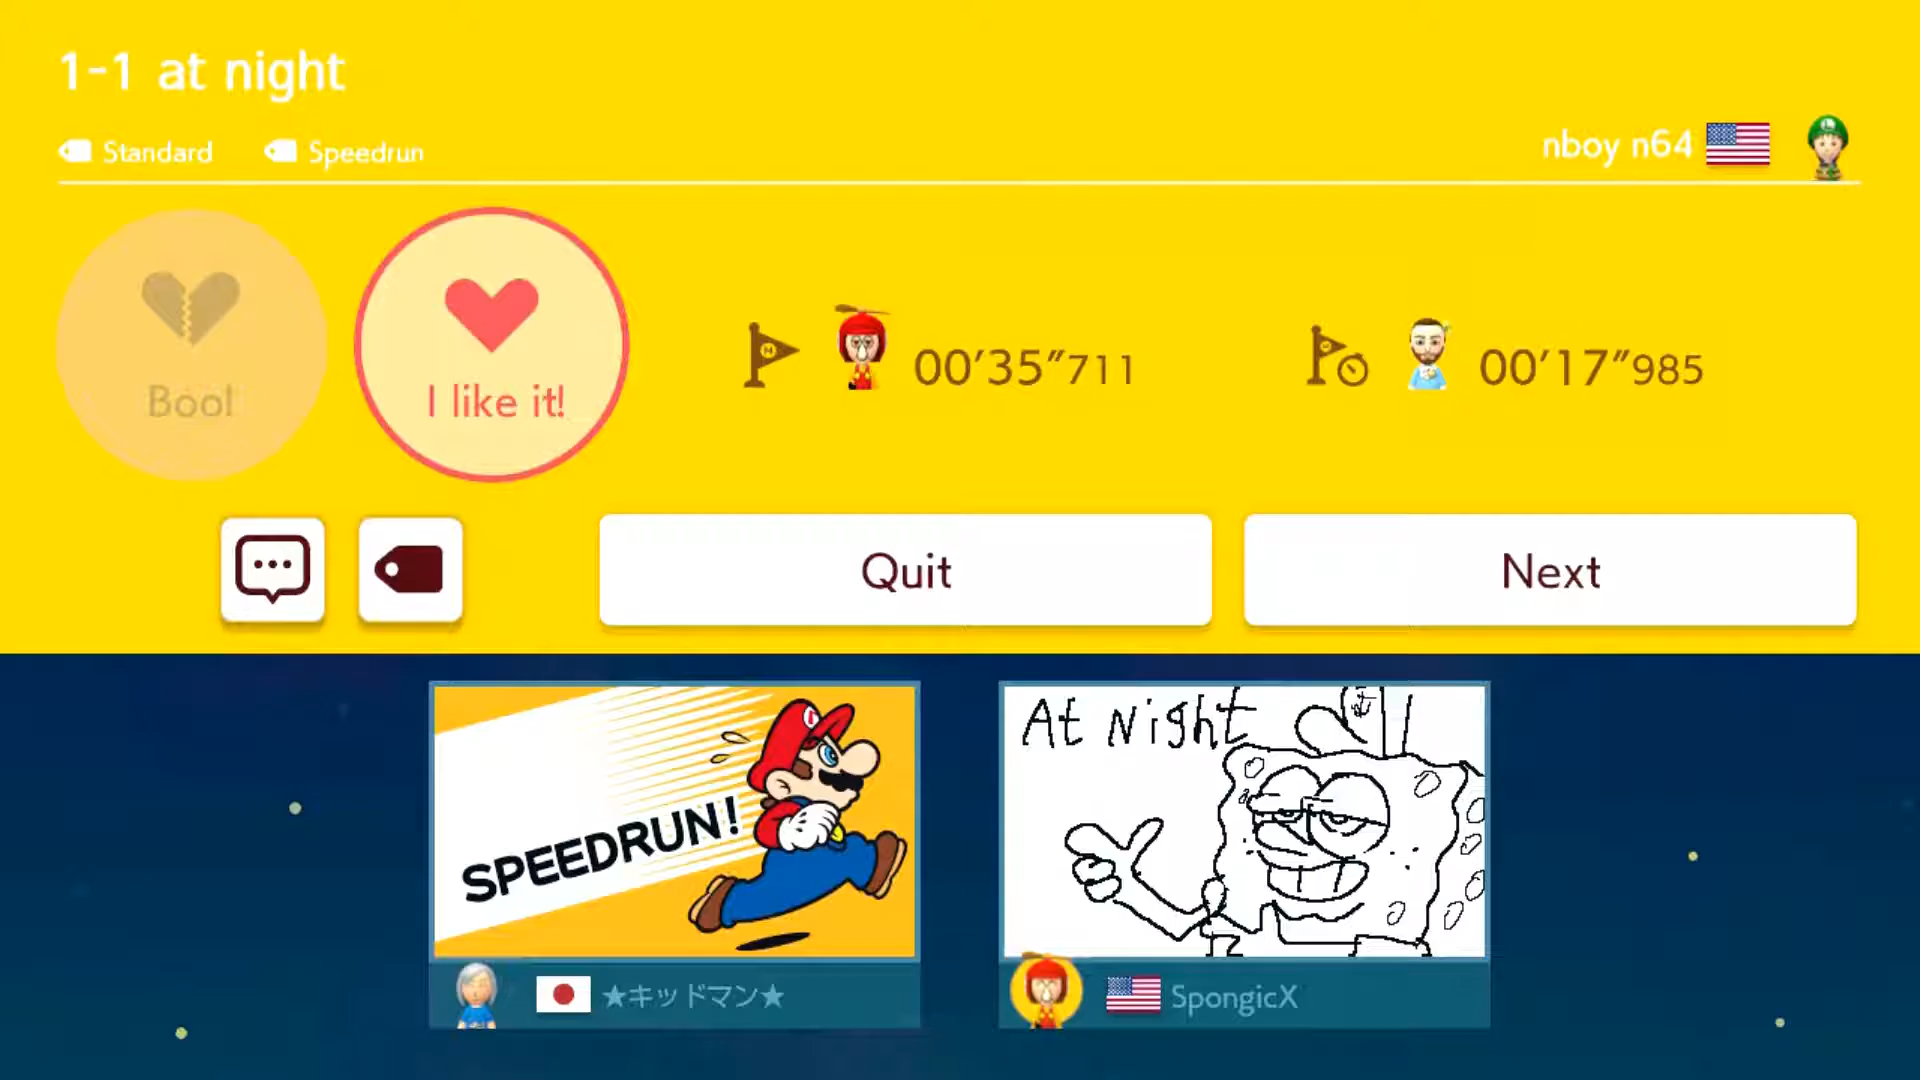 1-1 at night
Standard Speedrun
nboy n64
Boo!
I like it!
00'35"711
00'17"985
Quit
Next
SPEEDRUN!
At Night
★キッドマン★
SpongicX